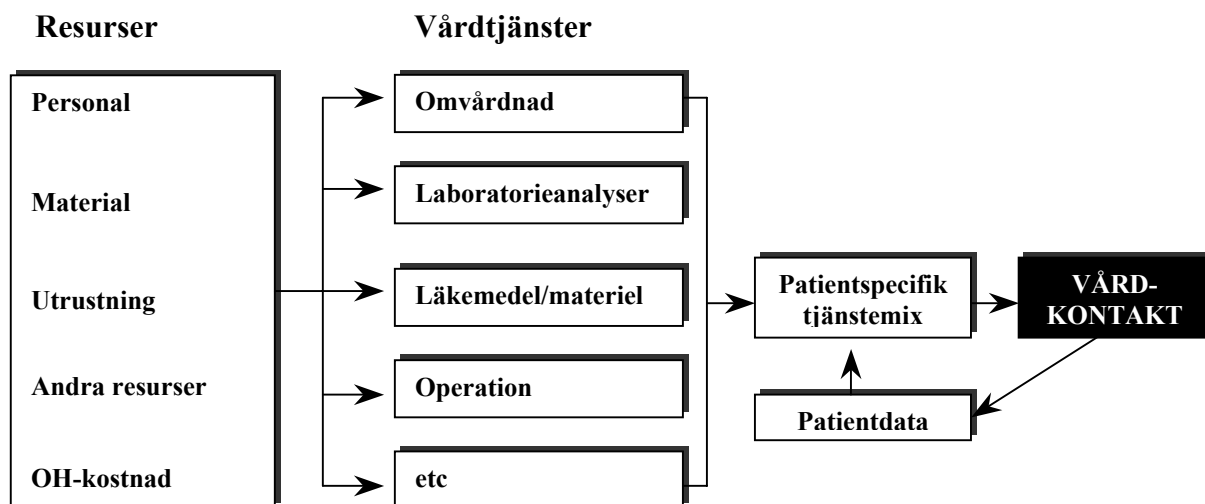 Resurser
Vårdtjänster
Personal
Material
Utrustning
Andra resurser
OH-kostnad
Omvårdnad
Laboratorieanalyser
Läkemedel/materiel
Operation
etc
Patientspecifik
tjänstemix
Patientdata
VÅRD-
KONTAKT